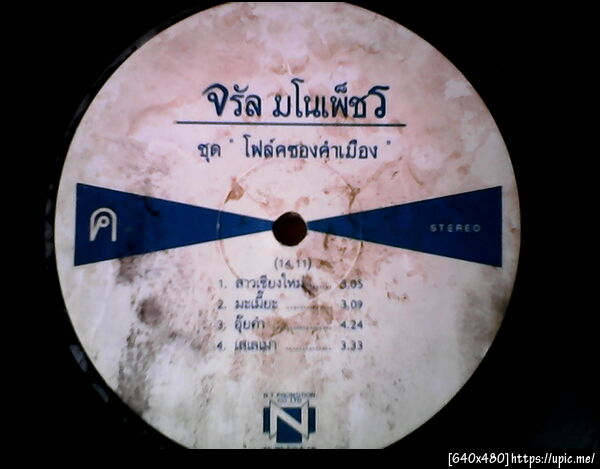 จรัล มโนเพ็ชร
ชุด " โฟล์คซองคำเมือง "
ค
STEREO
(14.11)
1. สาวเชียงใหม่ ...... 3.05
2. มะเมี๊ยะ ............ 3.09
3. อุ๊ยคำ ............... 4.24
4. เสเลเมา ............ 3.33
N.T PROMOTION
CO LTD
N
[640x480]https://upic.me/